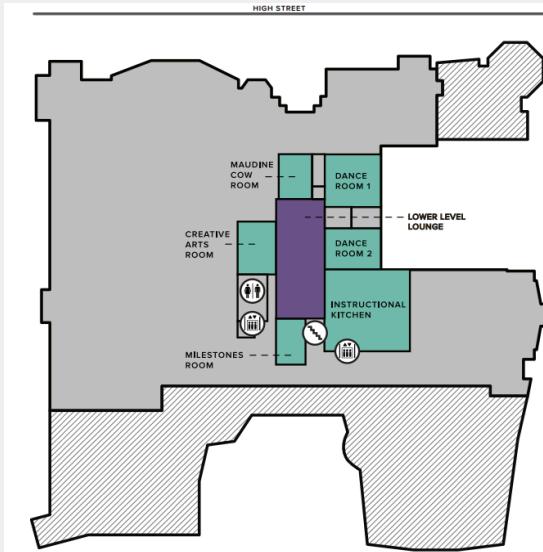 HIGH STREET
MAUDINE
COW
ROOM
DANCE
ROOM 1
LOWER LEVEL
LOUNGE
CREATIVE
ARTS
ROOM
DANCE
ROOM 2
INSTRUCTIONAL
KITCHEN
MILESTONES
ROOM